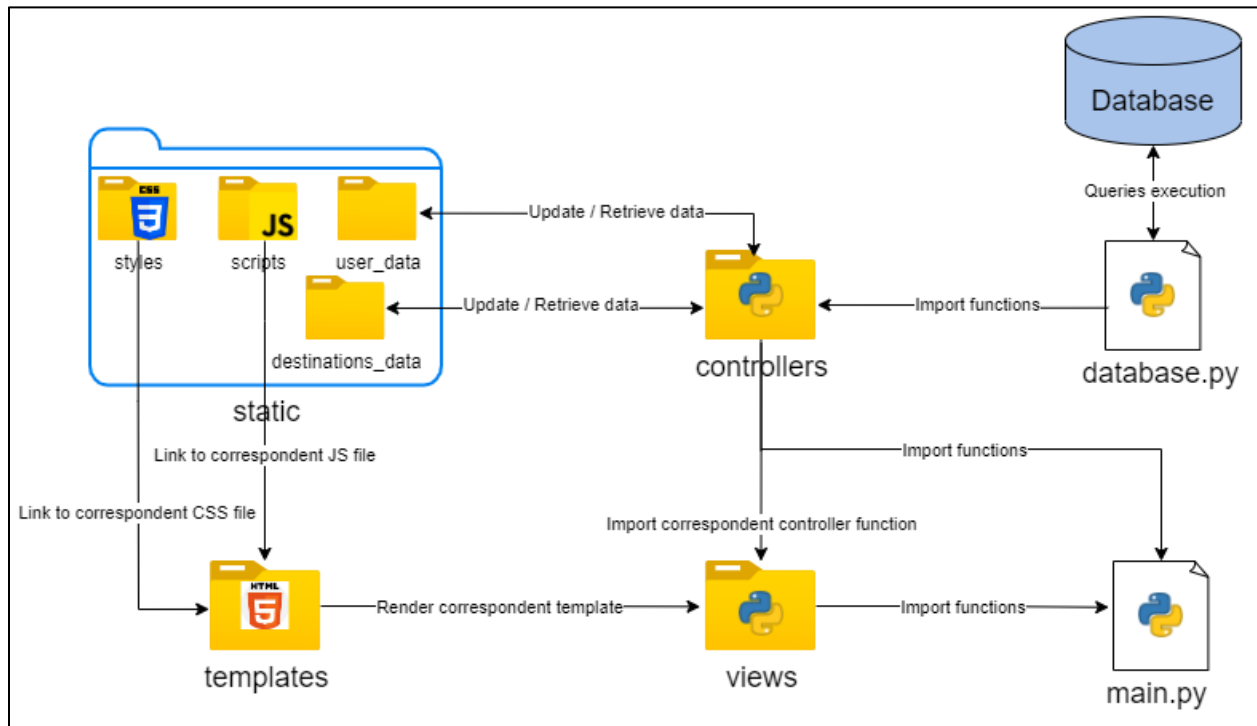 Database
Queries execution
CSS
3
JS
styles
scripts
user_data
Update / Retrieve data
destinations_data
Update / Retrieve data
controllers
Import functions
database.py
static
Link to correspondent JS file
Import functions
Link to correspondent CSS file
Import correspondent controller function
HTML
5
templates
Render correspondent template
views
Import functions
main.py